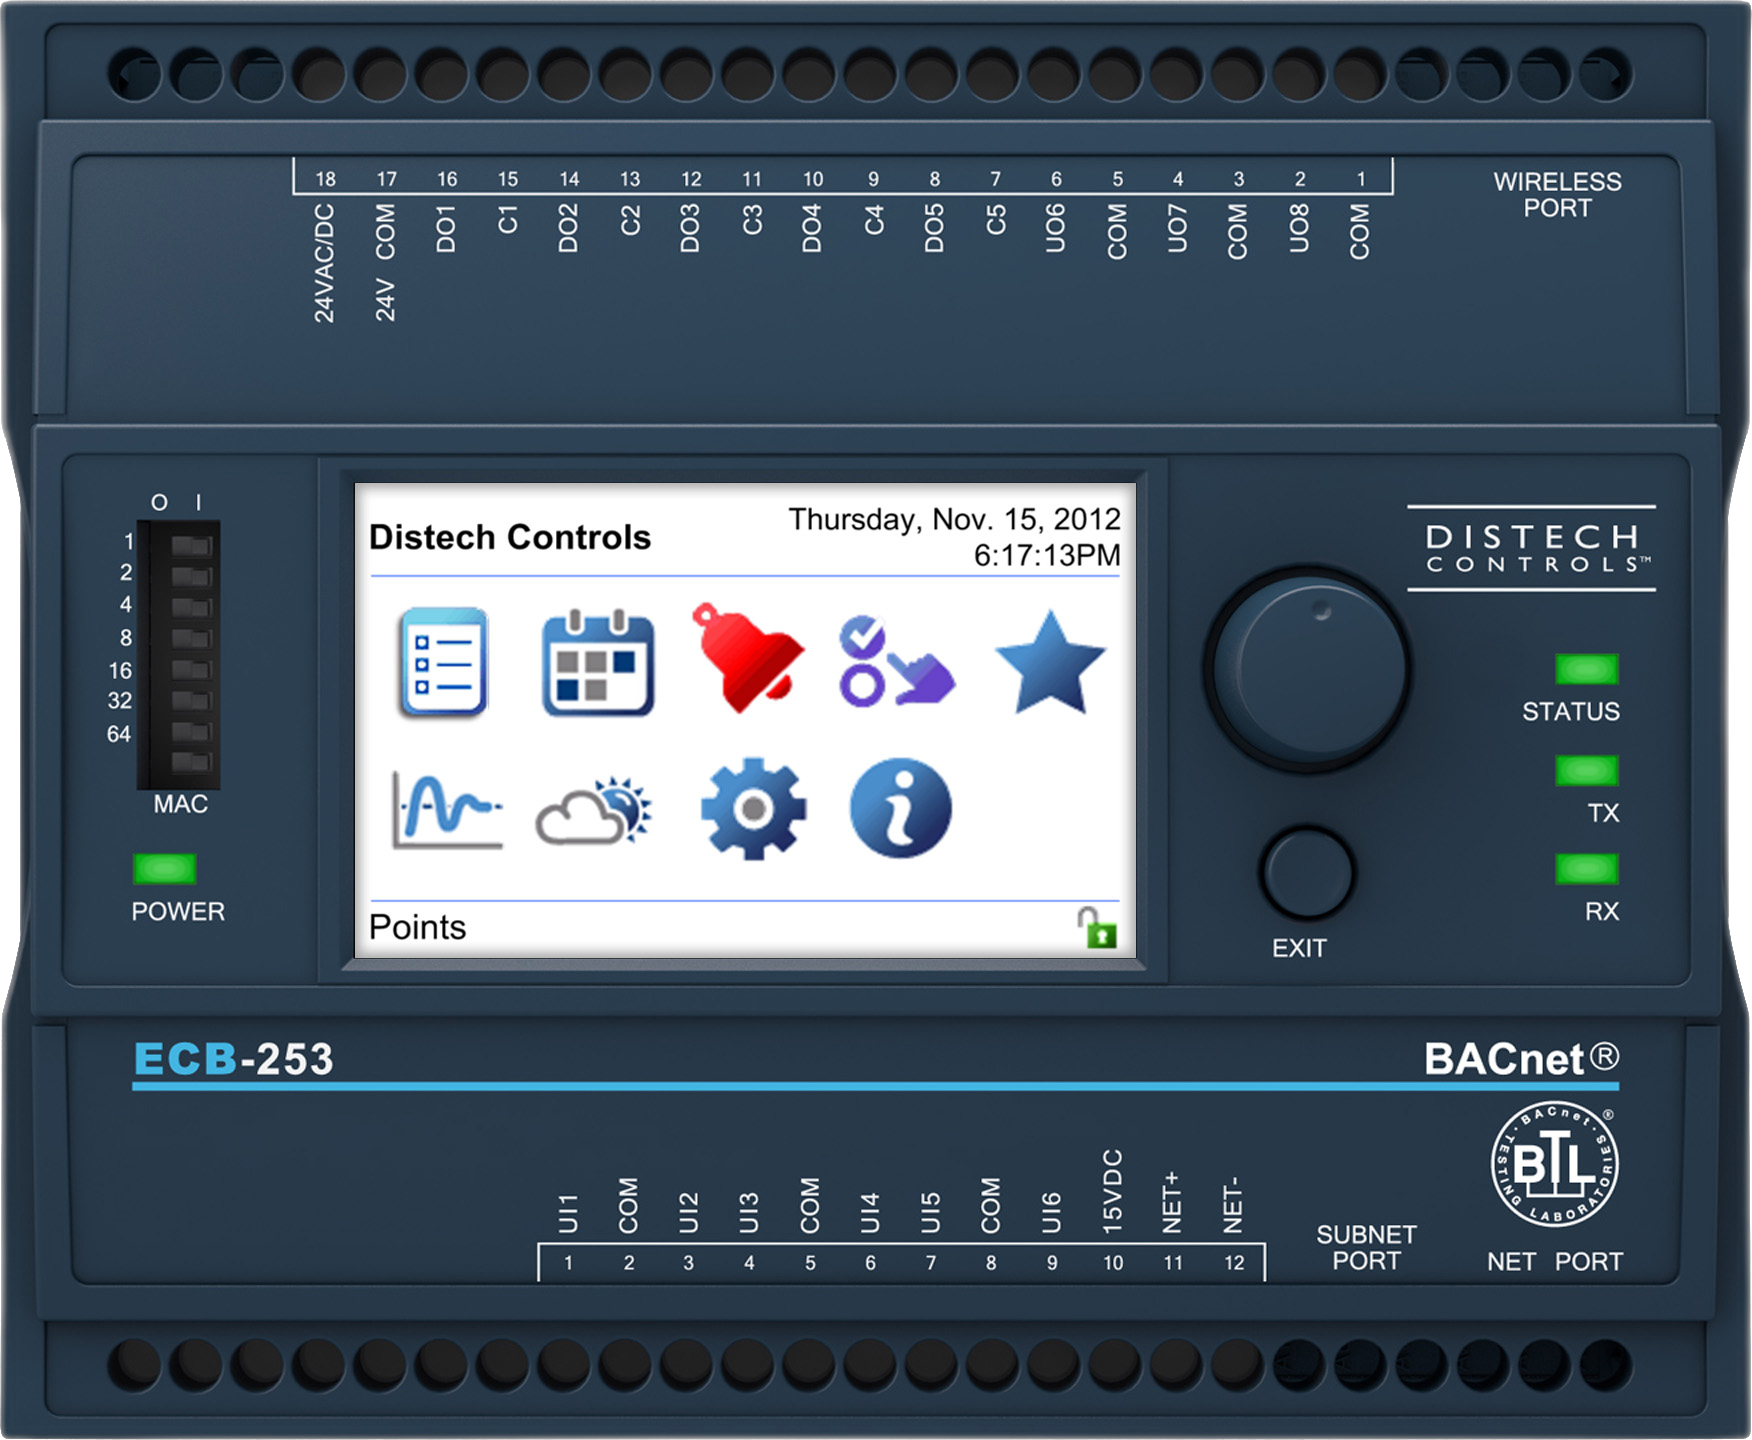 18 17 16 15 14 13 12 11 10 9 8 7 6 5 4 3 2 1
24VAC/DC
24V COM
DO1
C1
DO2
C2
DO3
C3
DO4
C4
DO5
C5
UO6
COM
UO7
COM
UO8
COM
WIRELESS
PORT
O I
1
2
4
8
16
32
64
MAC
POWER
Distech Controls
Thursday, Nov. 15, 2012
6:17:13PM
Points
EXIT
DISTECH
CONTROLS™
STATUS
TX
RX
ECB-253
BACnet®
UI1
COM
UI2
UI3
COM
UI4
UI5
COM
UI6
15VDC
NET+
NET-
1 2 3 4 5 6 7 8 9 10 11 12
SUBNET
PORT
BACnet ®
TESTING LABORATORIES
BTL
NET PORT